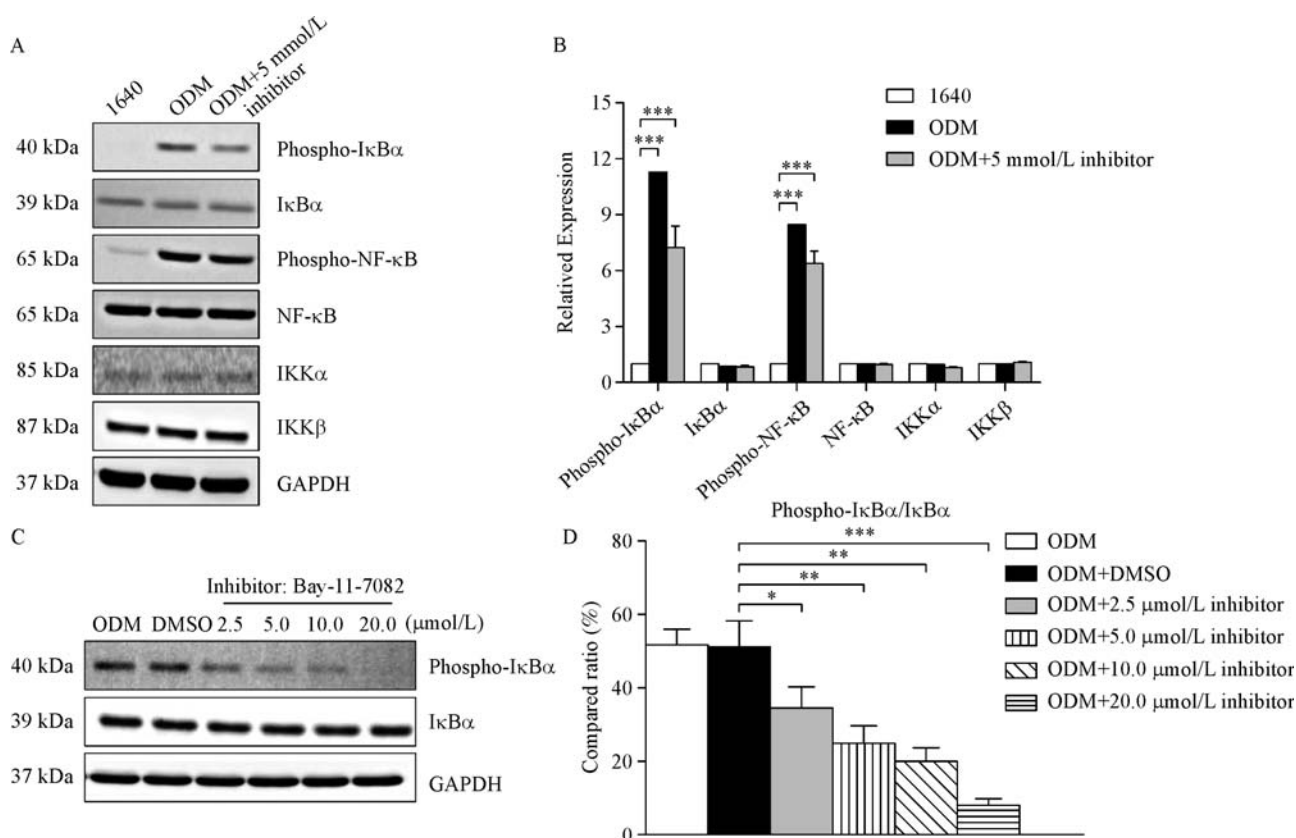 A
1640
ODM
ODM+5 mmol/L
inhibitor
40 kDa
Phospho-IκBα
39 kDa
IκBα
65 kDa
Phospho-NF-κB
65 kDa
NF-κB
85 kDa
IKKα
87 kDa
IKKβ
37 kDa
GAPDH
B
1640
ODM
ODM+5 mmol/L inhibitor
Relatived Expression
15
12
9
6
3
0
***
***
***
***
Phospho-IκBα
IκBα
Phospho-NF-κB
NF-κB
IKKα
IKKβ
C
Inhibitor: Bay-11-7082
ODM DMSO 2.5 5.0 10.0 20.0 (μmol/L)
40 kDa
Phospho-IκBα
39 kDa
IκBα
37 kDa
GAPDH
D
Phospho-IκBα/IκBα
Compared ratio (%)
80
60
40
20
0
***
**
**
*
ODM
ODM+DMSO
ODM+2.5 μmol/L inhibitor
ODM+5.0 μmol/L inhibitor
ODM+10.0 μmol/L inhibitor
ODM+20.0 μmol/L inhibitor